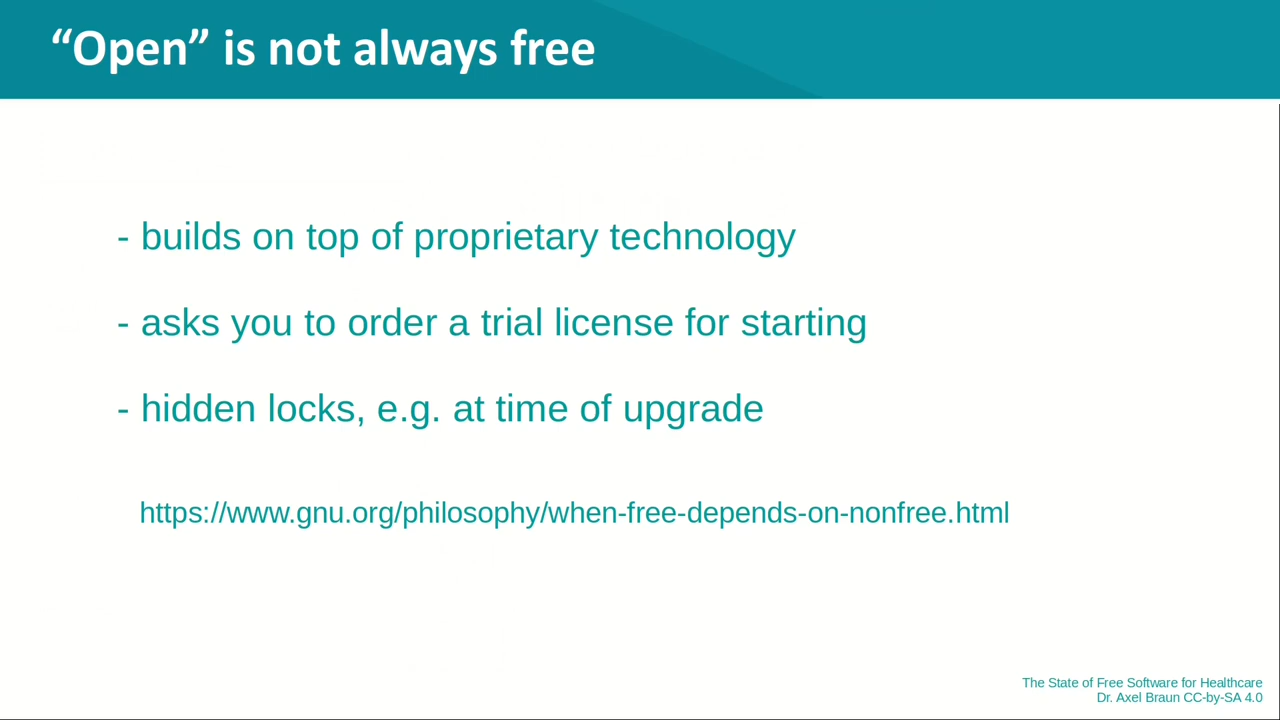 “Open” is not always free
- builds on top of proprietary technology
- asks you to order a trial license for starting
- hidden locks, e.g. at time of upgrade
https://www.gnu.org/philosophy/when-free-depends-on-nonfree.html
The State of Free Software for Healthcare
Dr. Axel Braun CC-by-SA 4.0